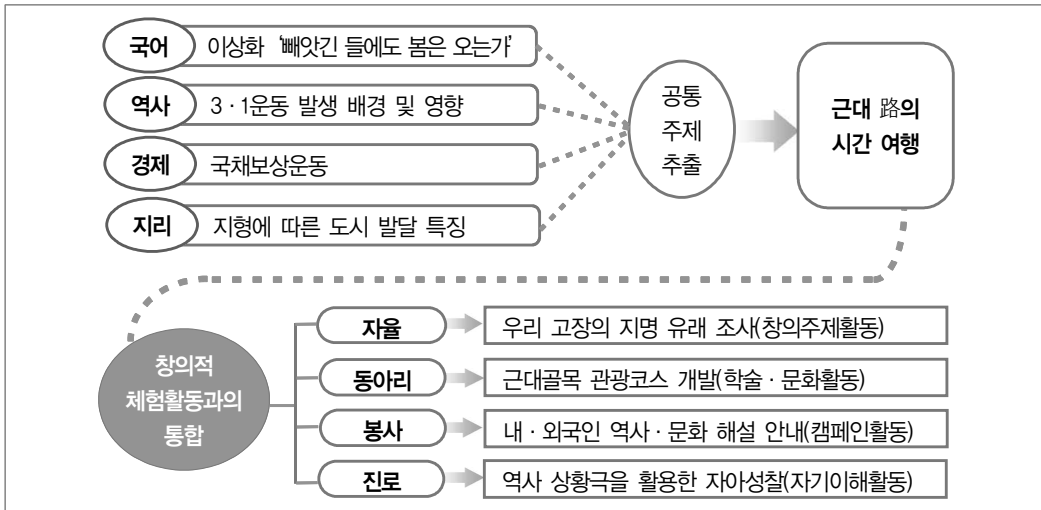 국어 이상화 ‘빼앗긴 들에도 봄은 오는가’
역사 3 · 1운동 발생 배경 및 영향
경제 국채보상운동
지리 지형에 따른 도시 발달 특징
공통
주제
추출
근대 路의
시간 여행
창의적
체험활동과의
통합
자율 우리 고장의 지명 유래 조사(창의주제활동)
동아리 근대골목 관광코스 개발(학술 · 문화활동)
봉사 내 · 외국인 역사 · 문화 해설 안내(캠페인활동)
진로 역사 상황극을 활용한 자아성찰(자기이해활동)